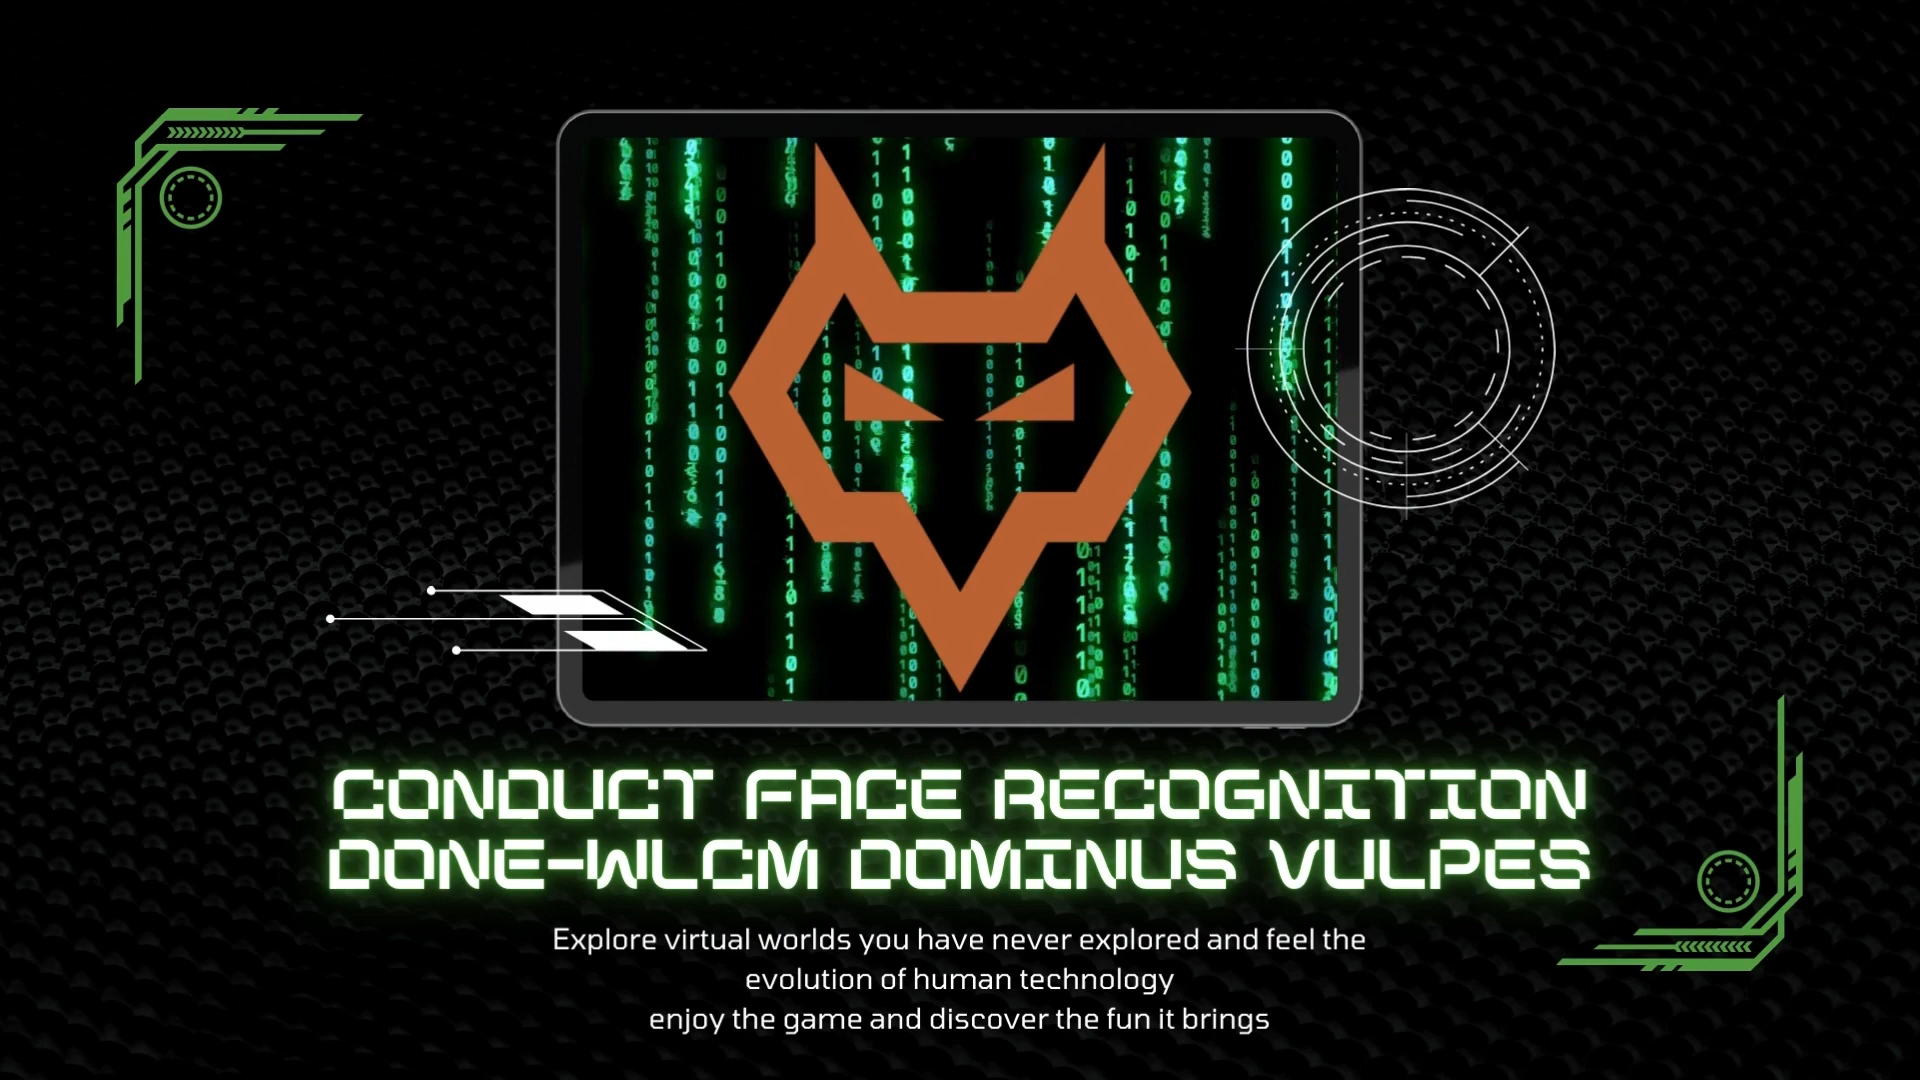 CONDUCT FACE RECOGNITION
DONE-WLCM DOMINUS VULPES
Explore virtual worlds you have never explored and feel the
evolution of human technology
enjoy the game and discover the fun it brings